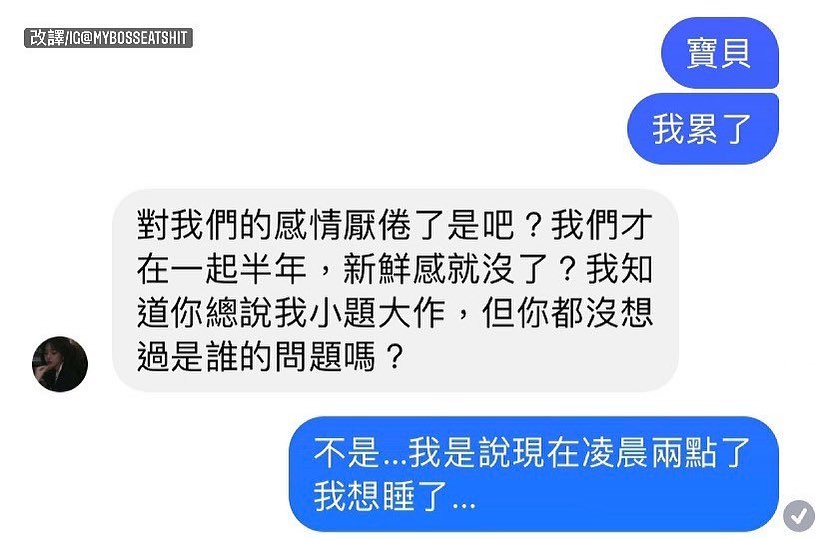 改譯/IG@MYBOSSEATSHIT
寶貝
我累了
對我們的感情厭倦了是吧？我們才
在一起半年，新鮮感就沒了？我知
道你總說我小題大作，但你都沒想
過是誰的問題嗎？
不是...我是說現在凌晨兩點了
我想睡了...